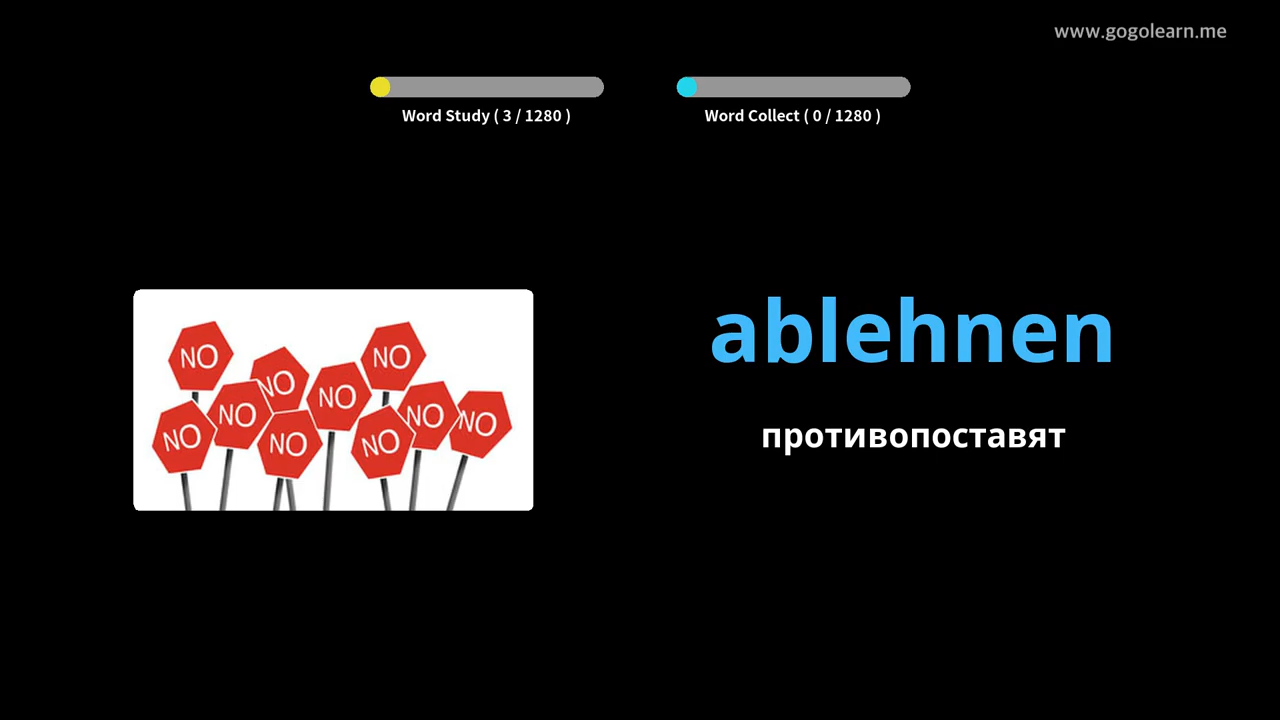 www.gogolearn.me
Word Study ( 3 / 1280 )
Word Collect ( 0 / 1280 )
NO
NO
NO
NO
NO
NO
NO
NO
NO
NO
ablehnen
противопоставят